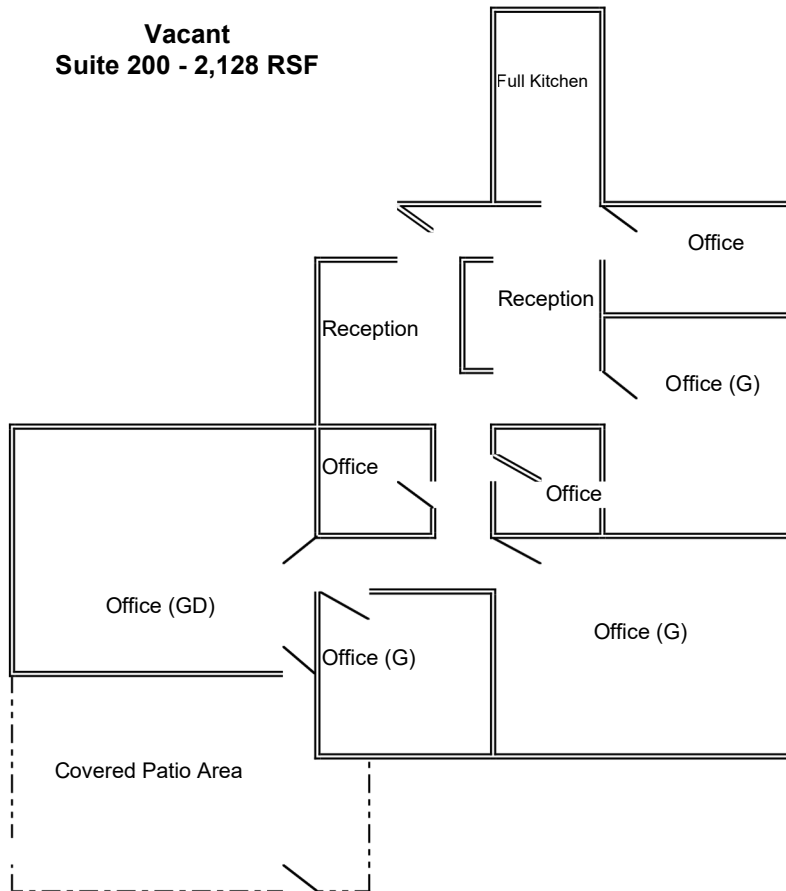 Vacant
Suite 200 - 2,128 RSF
Full Kitchen
Office
Reception
Reception
Office (G)
Office
Office
Office (GD)
Office (G)
Office (G)
Covered Patio Area